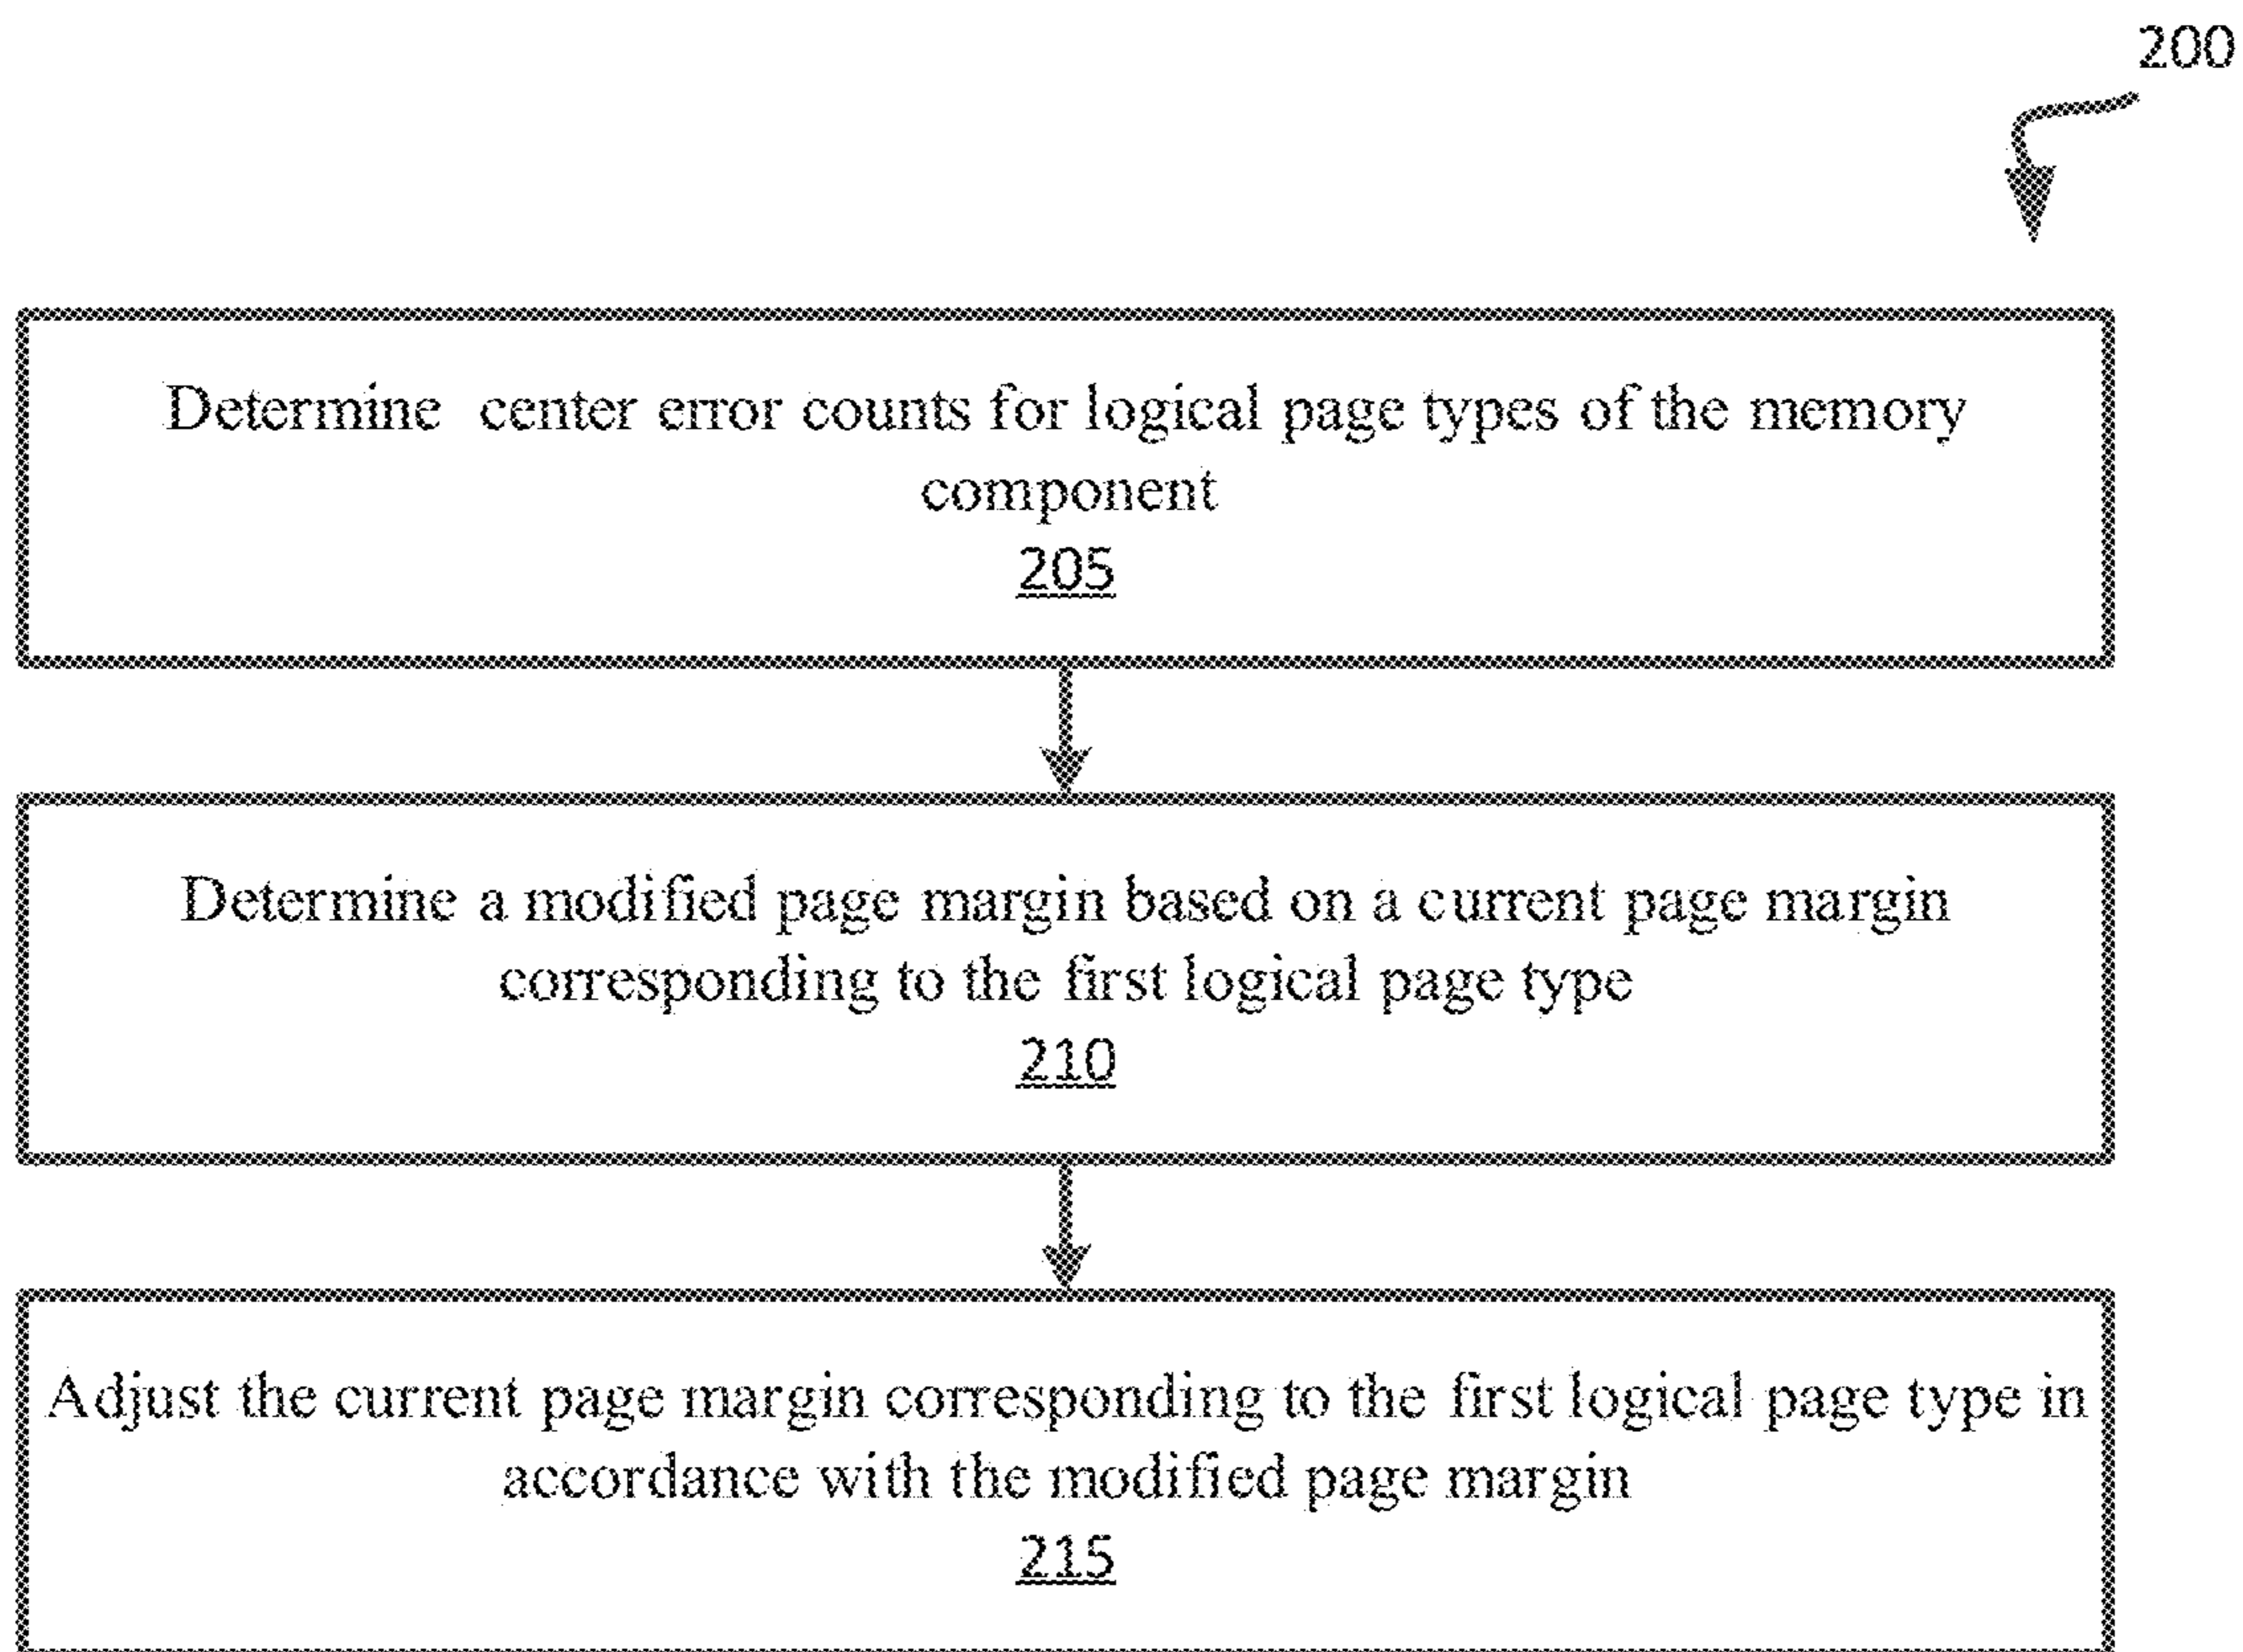 200
Determine center error counts for logical page types of the memory
component
205
Determine a modified page margin based on a current page margin
corresponding to the first logical page type
210
Adjust the current page margin corresponding to the first logical page type in
accordance with the modified page margin
215